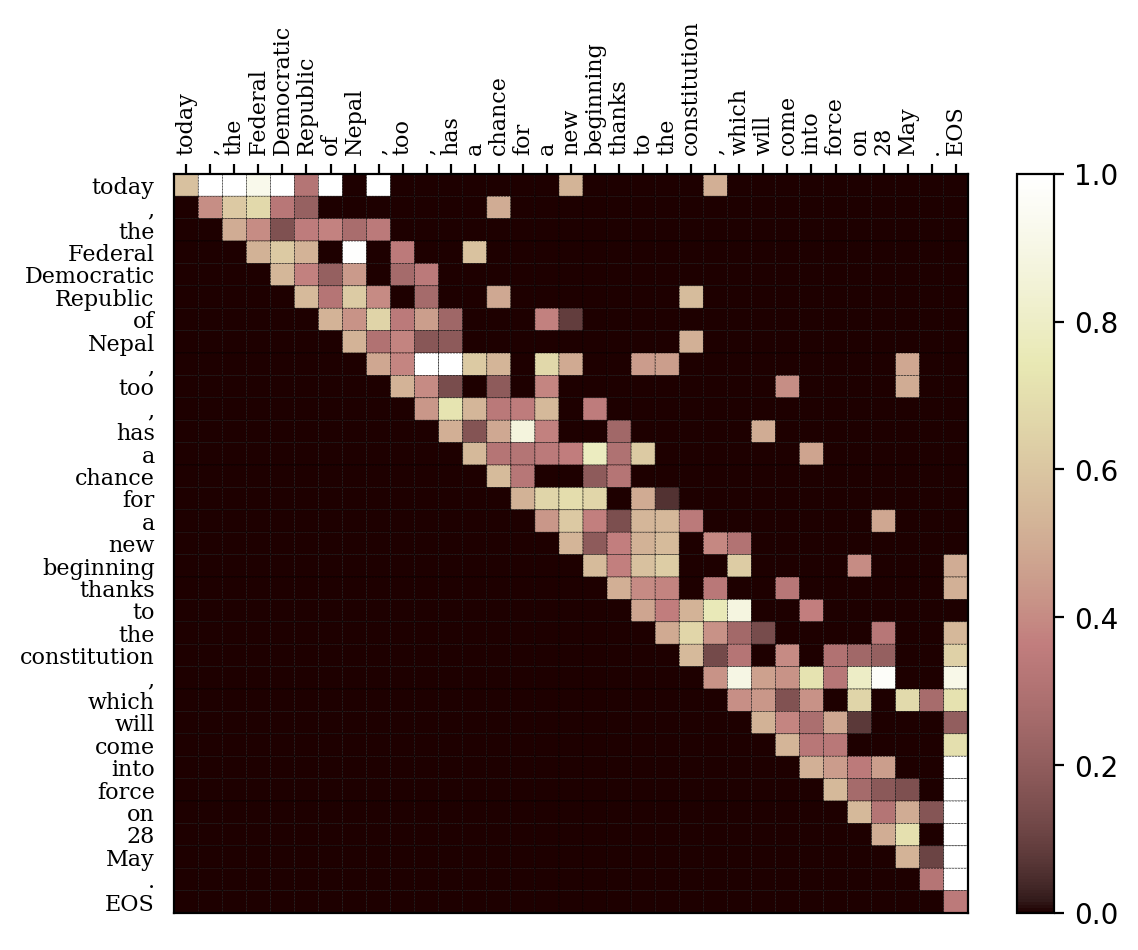 today , the Federal Democratic Republic of Nepal , too , has a chance for a new beginning thanks to the constitution , which will come into force on 28 May . EOS
today
,
the
Federal
Democratic
Republic
of
Nepal
,
too
,
has
a
chance
for
a
new
beginning
thanks
to
the
constitution
,
which
will
come
into
force
on
28
May
.
EOS
1.0
0.8
0.6
0.4
0.2
0.0